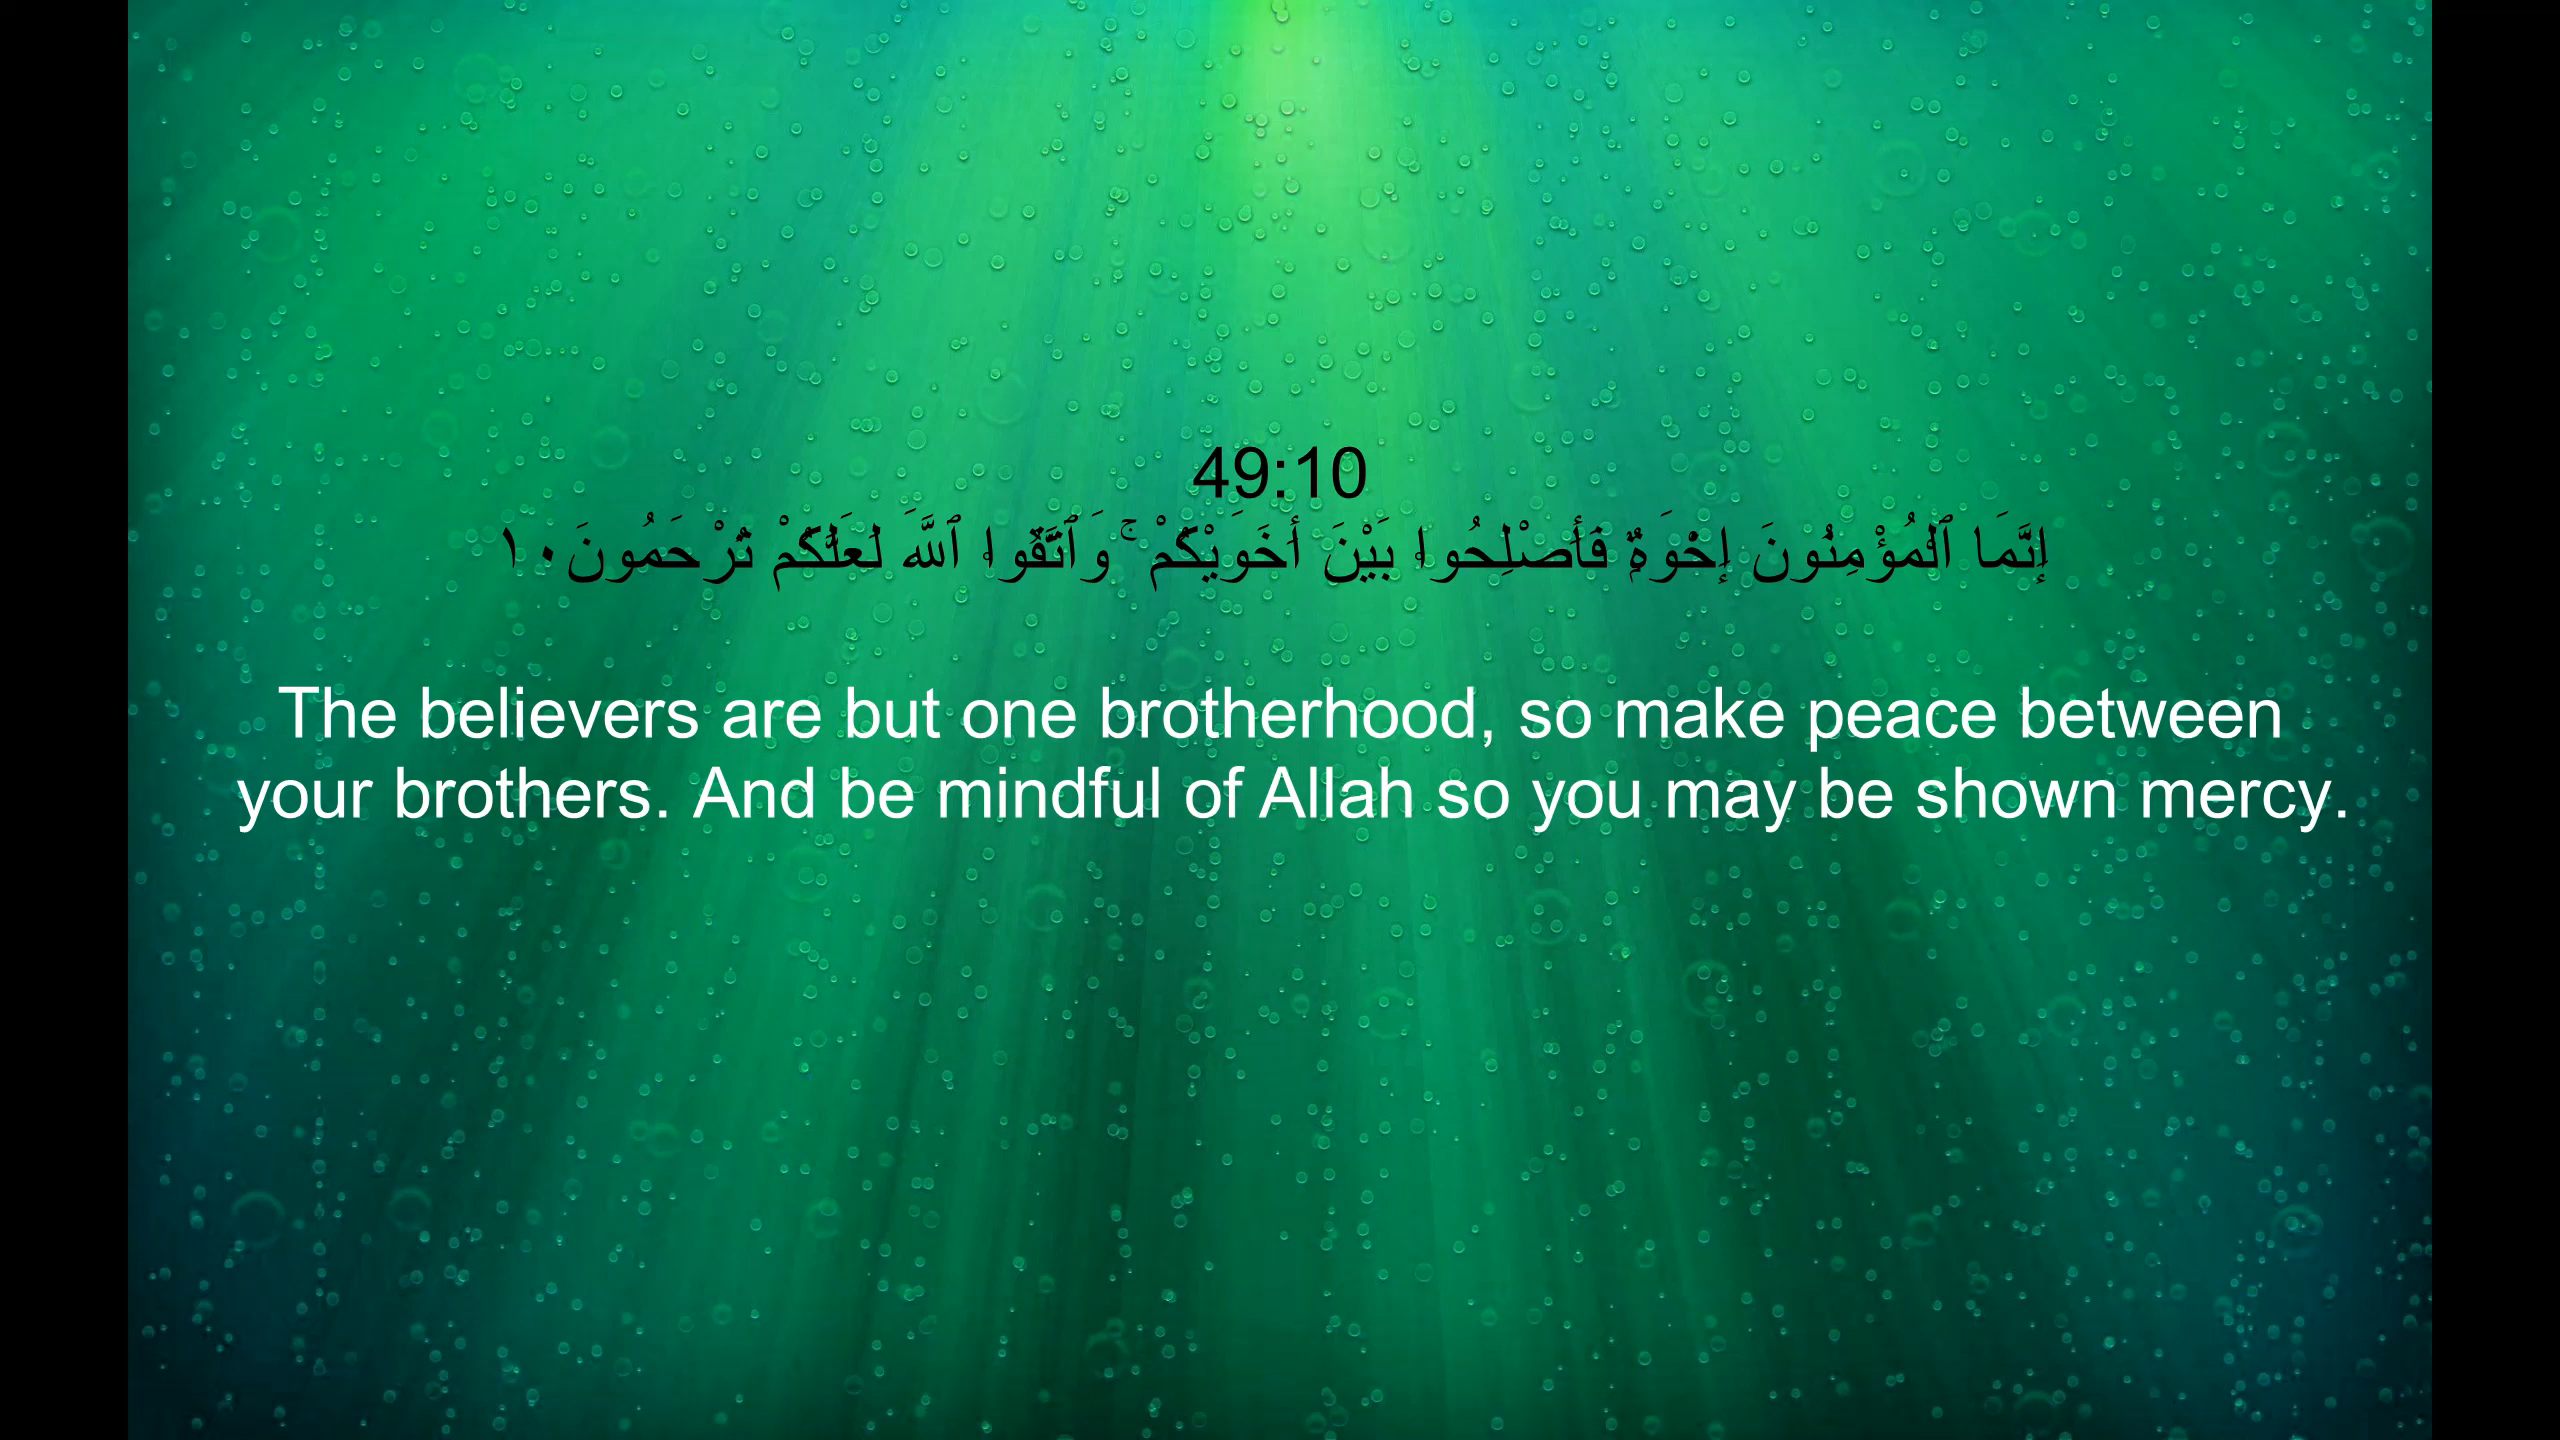 49:10
إِنَّمَا ٱلْمُؤْمِنُونَ إِخْوَةٌۭ فَأَصْلِحُوا۟ بَيْنَ أَخَوَيْكُمْ ۚ وَٱتَّقُوا۟ ٱللَّهَ لَعَلَّكُمْ تُرْحَمُونَ ١٠
The believers are but one brotherhood, so make peace between
your brothers. And be mindful of Allah so you may be shown mercy.